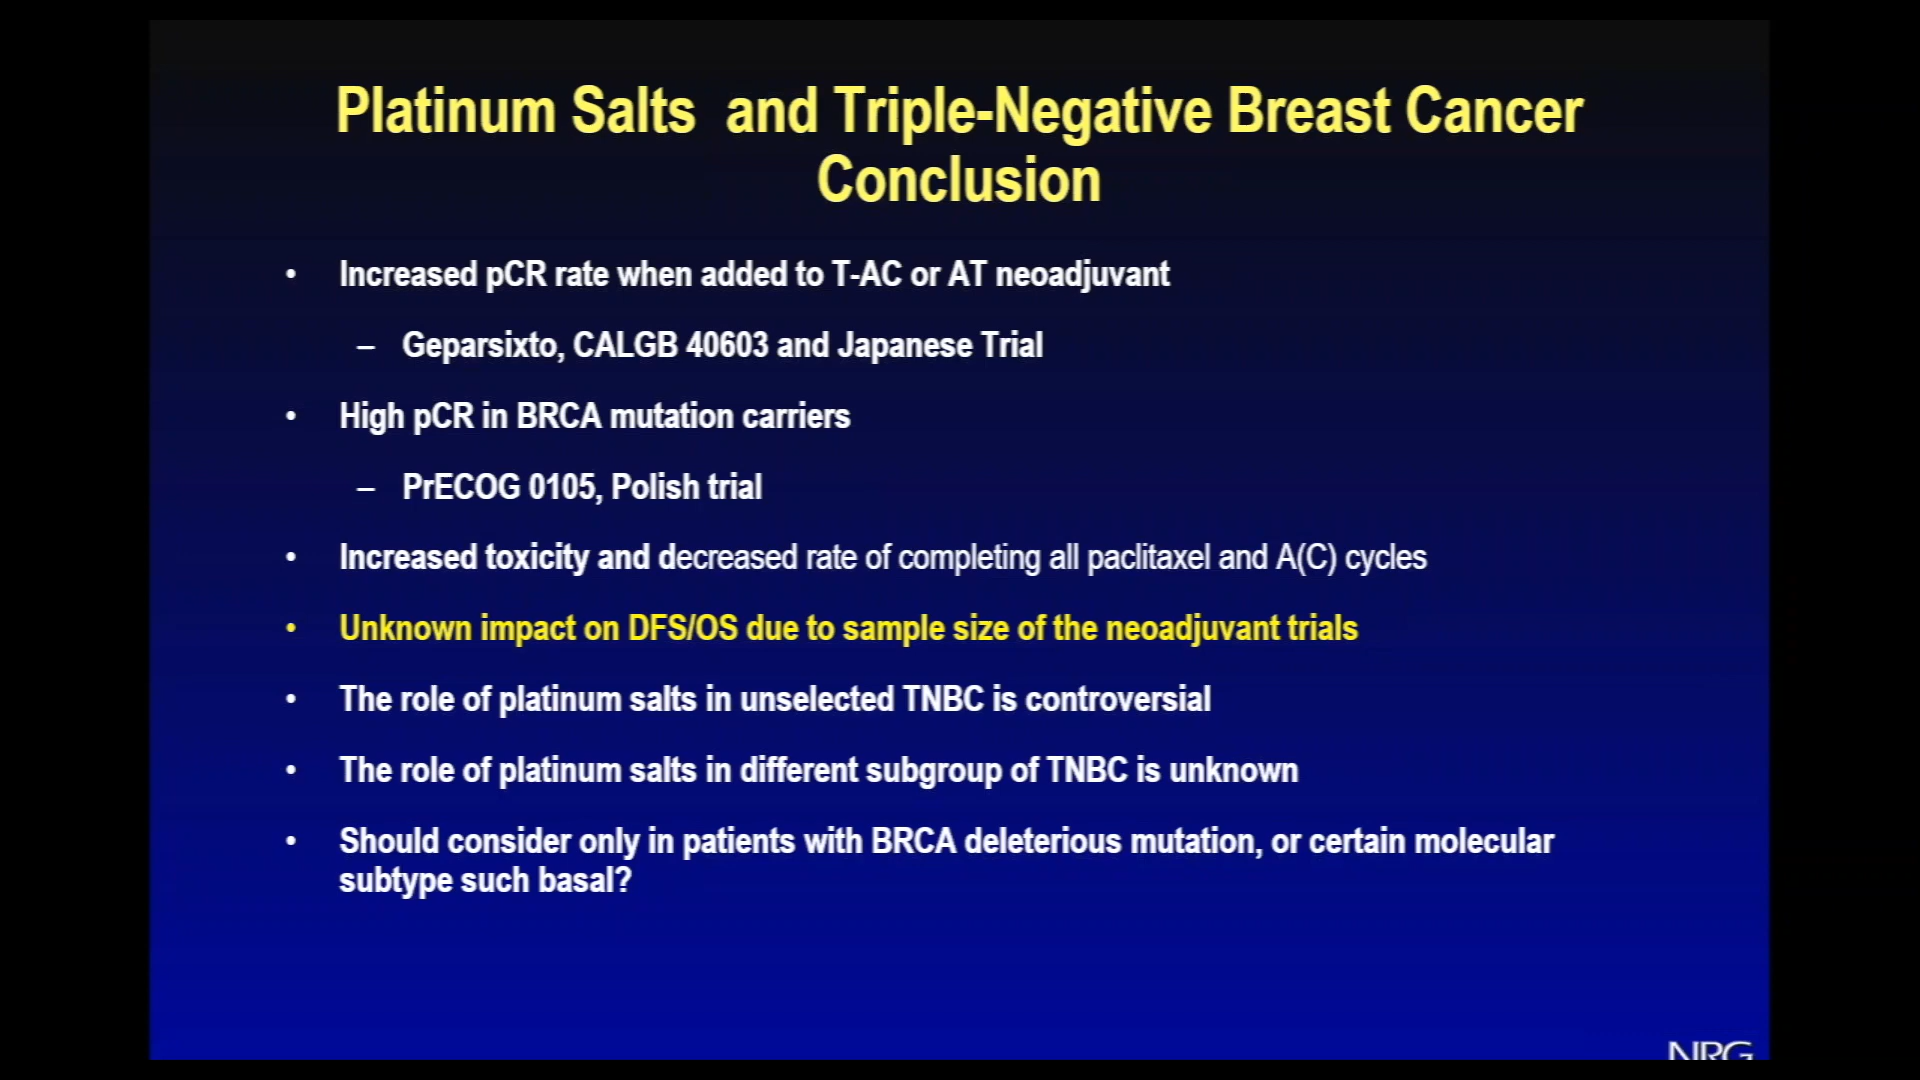 Platinum Salts and Triple-Negative Breast Cancer
Conclusion
• Increased pCR rate when added to T-AC or AT neoadjuvant
– Geparsixto, CALGB 40603 and Japanese Trial
• High pCR in BRCA mutation carriers
– PrECOG 0105, Polish trial
• Increased toxicity and decreased rate of completing all paclitaxel and A(C) cycles
• Unknown impact on DFS/OS due to sample size of the neoadjuvant trials
• The role of platinum salts in unselected TNBC is controversial
• The role of platinum salts in different subgroup of TNBC is unknown
• Should consider only in patients with BRCA deleterious mutation, or certain molecular
subtype such basal?
NRG